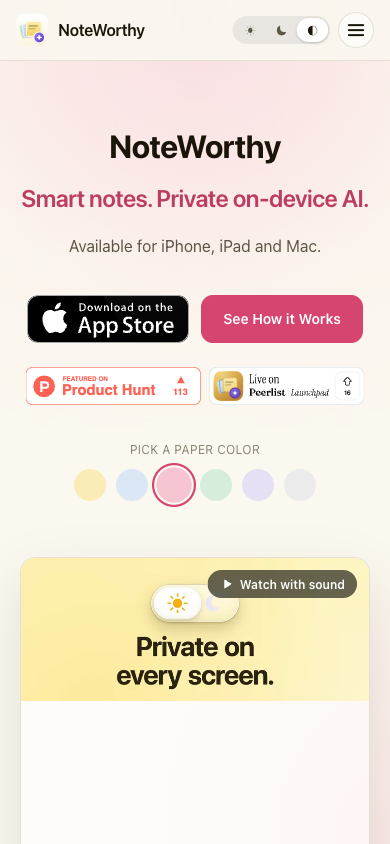 NoteWorthy
NoteWorthy
Smart notes. Private on-device AI.
Available for iPhone, iPad and Mac.
Download on the
App Store
See How it Works
FEATURED ON
Product Hunt
113
Live on
Peerlist | Launchpad
16
PICK A PAPER COLOR
Watch with sound
Private on
every screen.